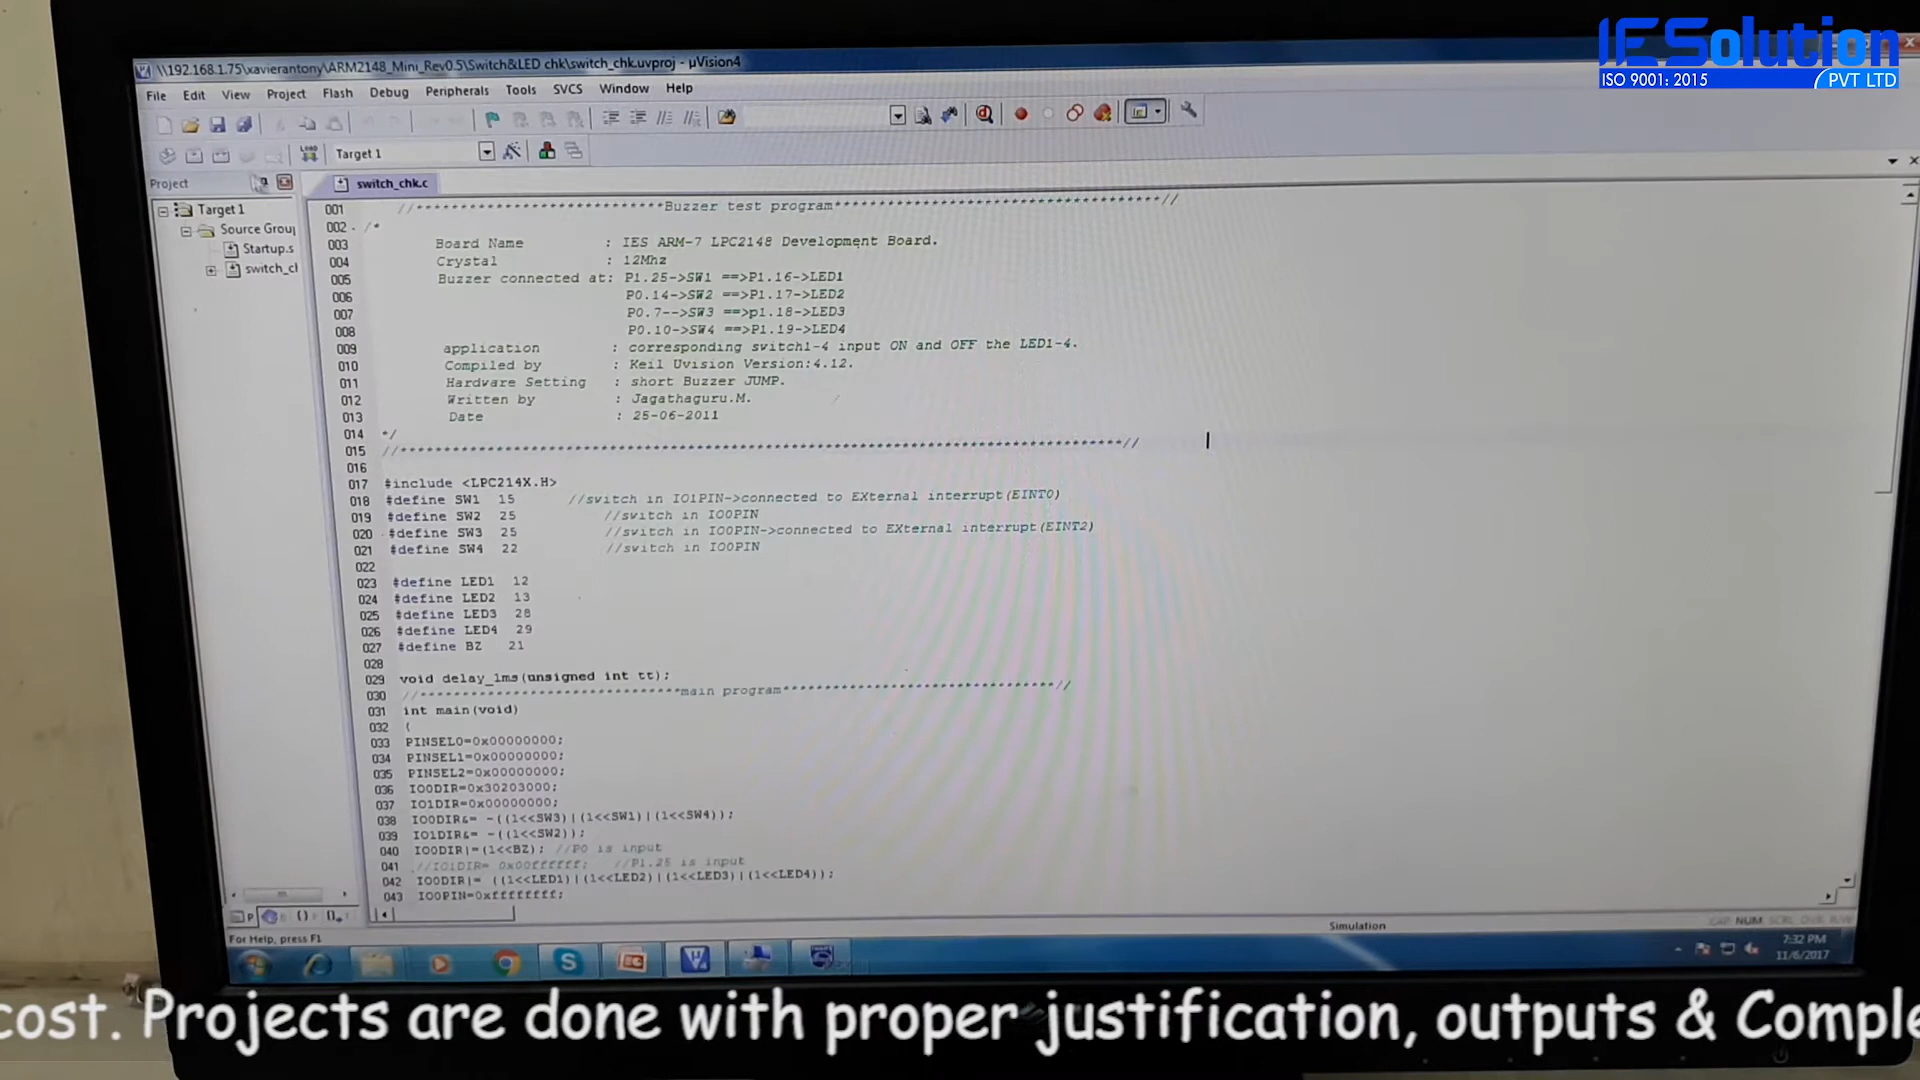 IESolution
ISO 9001: 2015
PVT LTD
\\192.168.1.75\xavierantony\ARM2148_Mini_Rev0.5\Switch&LED chk\switch_chk.uvproj - µVision4
File Edit View Project Flash Debug Peripherals Tools SVCS Window Help
LOAD
Target 1
Project
switch_chk.c
Target 1
Source Group
Startup.s
switch_cl
001 //*****************************Buzzer test program**************************************//
002 /*
003 Board Name : IES ARM-7 LPC2148 Development Board.
004 Crystal : 12Mhz
005 Buzzer connected at: P1.25->SW1 ==>P1.16->LED1
006 P0.14->SW2 ==>P1.17->LED2
007 P0.7-->SW3 ==>p1.18->LED3
008 P0.10->SW4 ==>P1.19->LED4
009 application : corresponding switch1-4 input ON and OFF the LED1-4.
010 Compiled by : Keil Uvision Version:4.12.
011 Hardware Setting : short Buzzer JUMP.
012 Written by : Jagathaguru.M.
013 Date : 25-06-2011
014 */
015 //**************************************************************************************//
016
017 #include <LPC214X.H>
018 #define SW1 15 //switch in IO1PIN->connected to EXternal interrupt(EINT0)
019 #define SW2 25 //switch in IO0PIN
020 #define SW3 25 //switch in IO0PIN->connected to EXternal interrupt(EINT2)
021 #define SW4 22 //switch in IO0PIN
022
023 #define LED1 12
024 #define LED2 13
025 #define LED3 28
026 #define LED4 29
027 #define BZ 21
028
029 void delay_1ms(unsigned int tt);
030 //*******************************main program********************************//
031 int main(void)
032 {
033 PINSEL0=0x00000000;
034 PINSEL1=0x00000000;
035 PINSEL2=0x00000000;
036 IO0DIR=0x30203000;
037 IO1DIR=0x00000000;
038 IO0DIR&= ~((1<<SW3)|(1<<SW1)|(1<<SW4));
039 IO1DIR&= ~((1<<SW2));
040 IO0DIR|=(1<<BZ); //P0 is input
041 //IO1DIR= 0x00ffffff; //P1.25 is input
042 IO0DIR|= ((1<<LED1)|(1<<LED2)|(1<<LED3)|(1<<LED4));
043 IO0PIN=0xffffffff;
For Help, press F1
Simulation
NUM
7:32 PM
11/6/2017
cost. Projects are done with proper justification, outputs & Comple